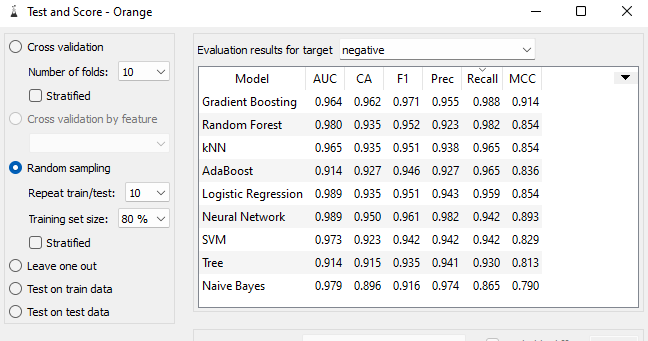 Test and Score - Orange
Cross validation
Number of folds: 10
Stratified
Cross validation by feature
Random sampling
Repeat train/test: 10
Training set size: 80 %
Stratified
Leave one out
Test on train data
Test on test data
Evaluation results for target negative
Model AUC CA F1 Prec Recall MCC
Gradient Boosting 0.964 0.962 0.971 0.955 0.988 0.914
Random Forest 0.980 0.935 0.952 0.923 0.982 0.854
kNN 0.965 0.935 0.951 0.938 0.965 0.854
AdaBoost 0.914 0.927 0.946 0.927 0.965 0.836
Logistic Regression 0.989 0.935 0.951 0.943 0.959 0.854
Neural Network 0.989 0.950 0.961 0.982 0.942 0.893
SVM 0.973 0.923 0.942 0.942 0.942 0.829
Tree 0.914 0.915 0.935 0.941 0.930 0.813
Naive Bayes 0.979 0.896 0.916 0.974 0.865 0.790